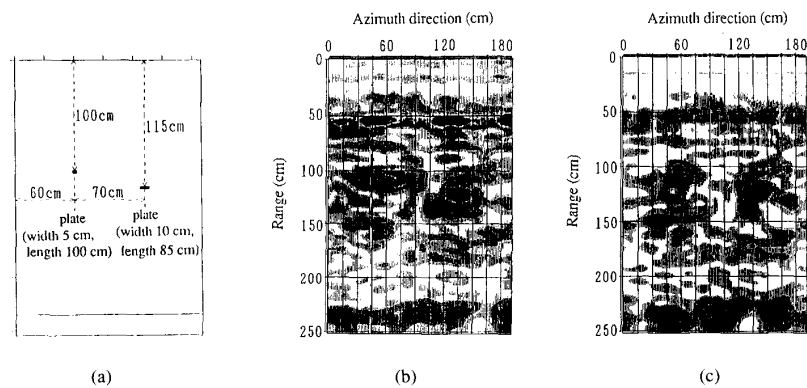 100cm
115cm
60cm
70cm
plate
(width 5 cm,
length 100 cm)
plate
(width 10 cm,
length 85 cm)
(a)
Azimuth direction (cm)
0 60 120 180
Range (cm)
0
50
100
150
200
250
(b)
Azimuth direction (cm)
0 60 120 180
Range (cm)
0
50
100
150
200
250
(c)